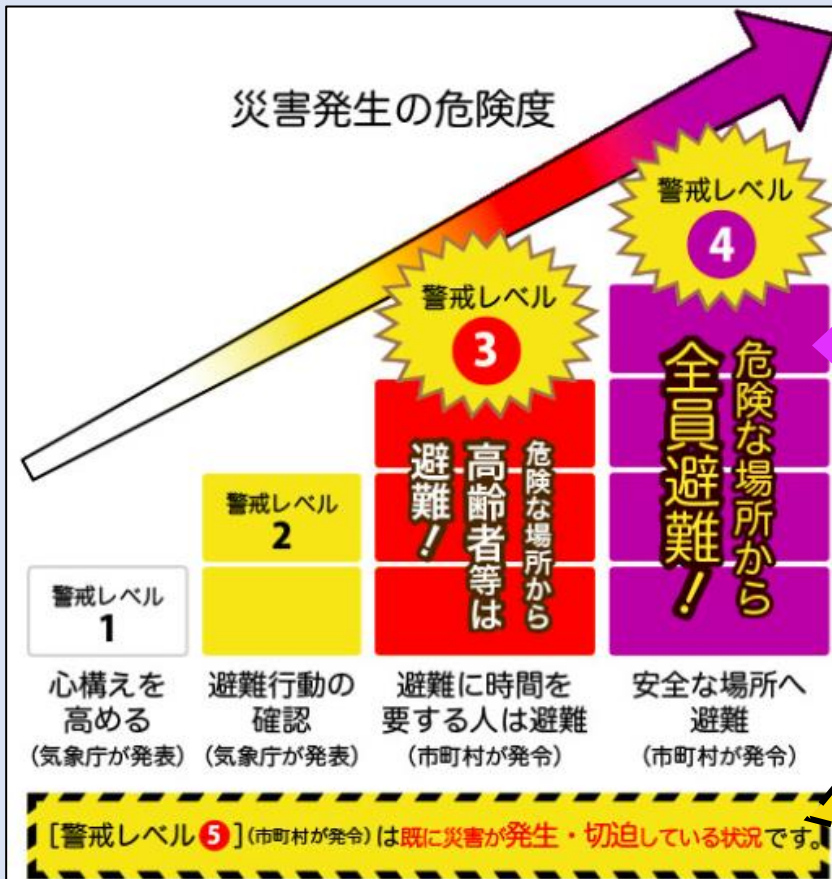 災害発生の危険度
警戒レベル
1
心構えを
高める
(気象庁が発表)
警戒レベル
2
避難行動の
確認
(気象庁が発表)
警戒レベル
3
危険な場所から
高齢者等は
避難!
避難に時間を
要する人は避難
(市町村が発令)
警戒レベル
4
危険な場所から
全員避難!
安全な場所へ
避難
(市町村が発令)
[警戒レベル5](市町村が発令)は既に災害が発生・切迫している状況です。